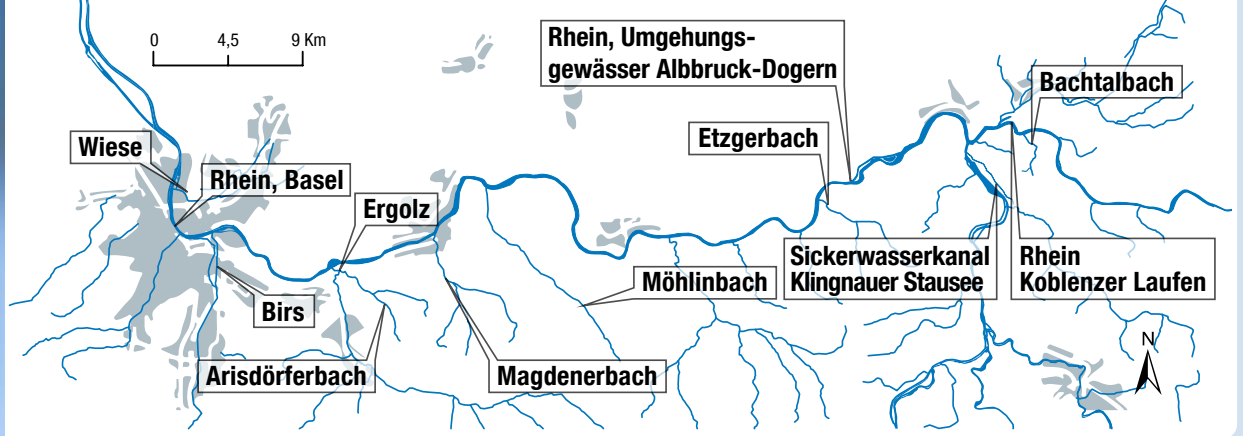 0 4,5 9 Km
Rhein, Umgehungs-
gewässer Albbruck-Dogern
Bachtalbach
Etzgerbach
Wiese
Rhein, Basel
Ergolz
Sickerwasserkanal
Klingnauer Stausee
Rhein
Koblenzer Laufen
Möhlinbach
Birs
Arisdörferbach
Magdenerbach
N